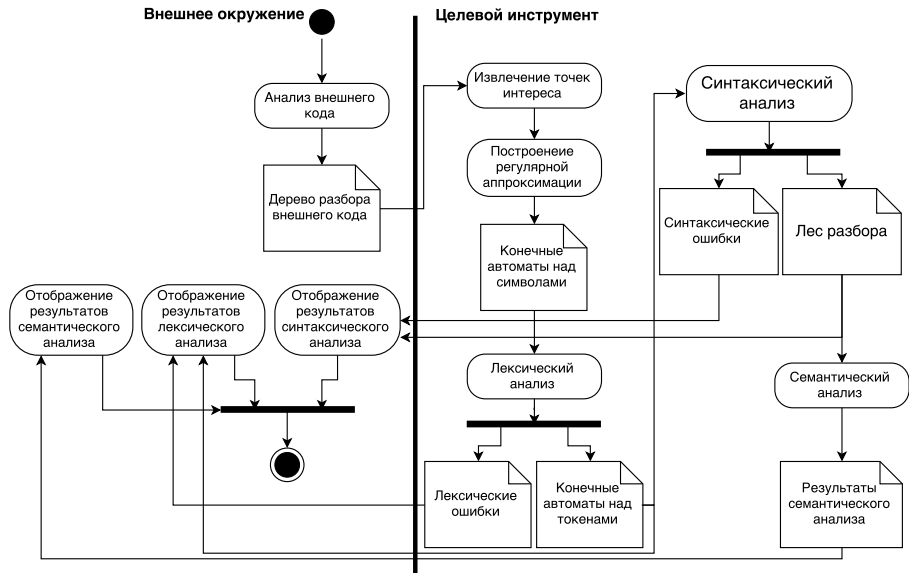 Внешнее окружение
Целевой инструмент
Анализ внешнего
кода
Дерево разбора
внешнего кода
Извлечение точек
интереса
Построенеие
регулярной
аппроксимации
Конечные
автоматы над
символами
Синтаксический
анализ
Синтаксические
ошибки
Лес разбора
Отображение
результатов
семантического
анализа
Отображение
результатов
лексического
анализа
Отображение
результатов
синтаксического
анализа
Лексический
анализ
Семантический
анализ
Лексические
ошибки
Конечные
автоматы над
токенами
Результаты
семантического
анализа